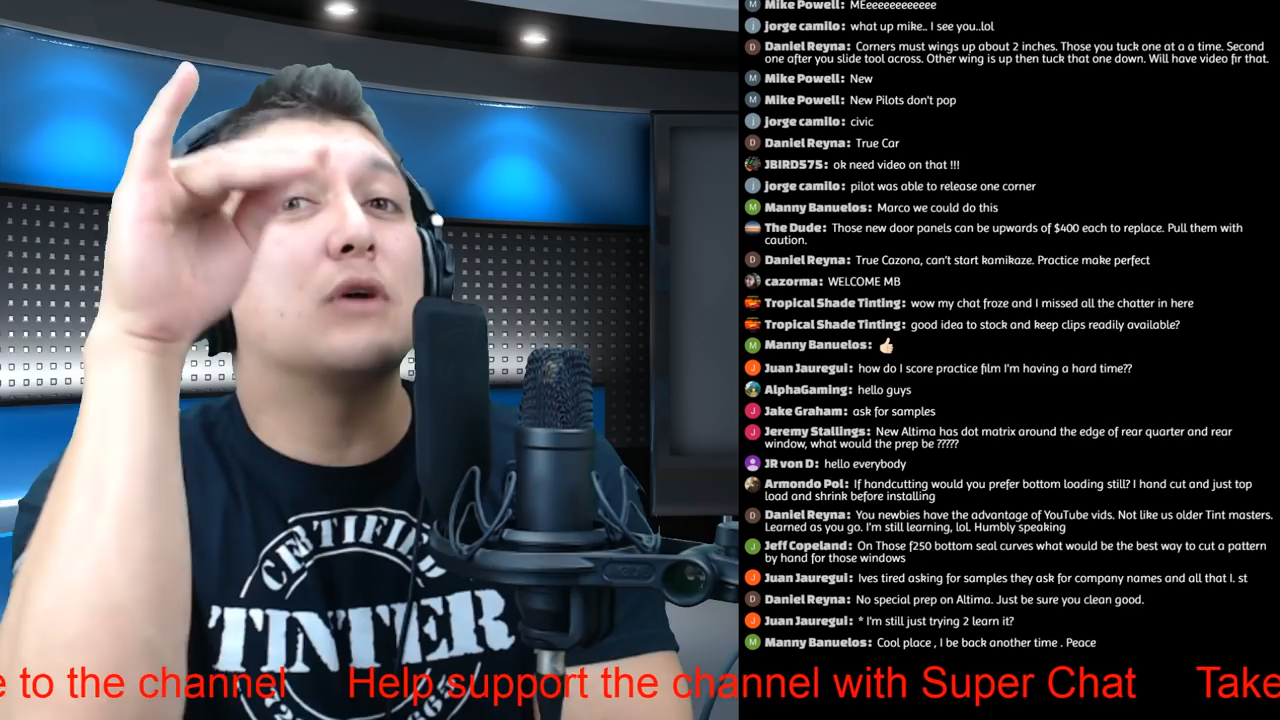 Mike Powell: MEeeeeeeeeeeee
jorge camilo: what up mike.. I see you..lol
Daniel Reyna: Corners must wings up about 2 inches. Those you tuck one at a a time. Second
one after you slide tool across. Other wing is up then tuck that one down. Will have video fir that.
Mike Powell: New
Mike Powell: New Pilots don't pop
jorge camilo: civic
Daniel Reyna: True Car
JBIRD575: ok need video on that !!!
jorge camilo: pilot was able to release one corner
Manny Banuelos: Marco we could do this
The Dude: Those new door panels can be upwards of $400 each to replace. Pull them with
caution.
Daniel Reyna: True Cazona, can't start kamikaze. Practice make perfect
cazorma: WELCOME MB
Tropical Shade Tinting: wow my chat froze and I missed all the chatter in here
Tropical Shade Tinting: good idea to stock and keep clips readily available?
Manny Banuelos: 👍🏻
Juan Jauregui: how do I score practice film I'm having a hard time??
AlphaGaming: hello guys
Jake Graham: ask for samples
Jeremy Stallings: New Altima has dot matrix around the edge of rear quarter and rear
window, what would the prep be ?????
JR von D: hello everybody
Armondo Pol: If handcutting would you prefer bottom loading still? I hand cut and just top
load and shrink before installing
Daniel Reyna: You newbies have the advantage of YouTube vids. Not like us older Tint masters.
Learned as you go. I'm still learning, lol. Humbly speaking
Jeff Copeland: On Those f250 bottom seal curves what would be the best way to cut a pattern
by hand for those windows
Juan Jauregui: Ives tired asking for samples they ask for company names and all that I. st
Daniel Reyna: No special prep on Altima. Just be sure you clean good.
Juan Jauregui: * I'm still just trying 2 learn it?
Manny Banuelos: Cool place , I be back another time . Peace
CERTIFIED
TINTER
e to the channel Help support the channel with Super Chat Take